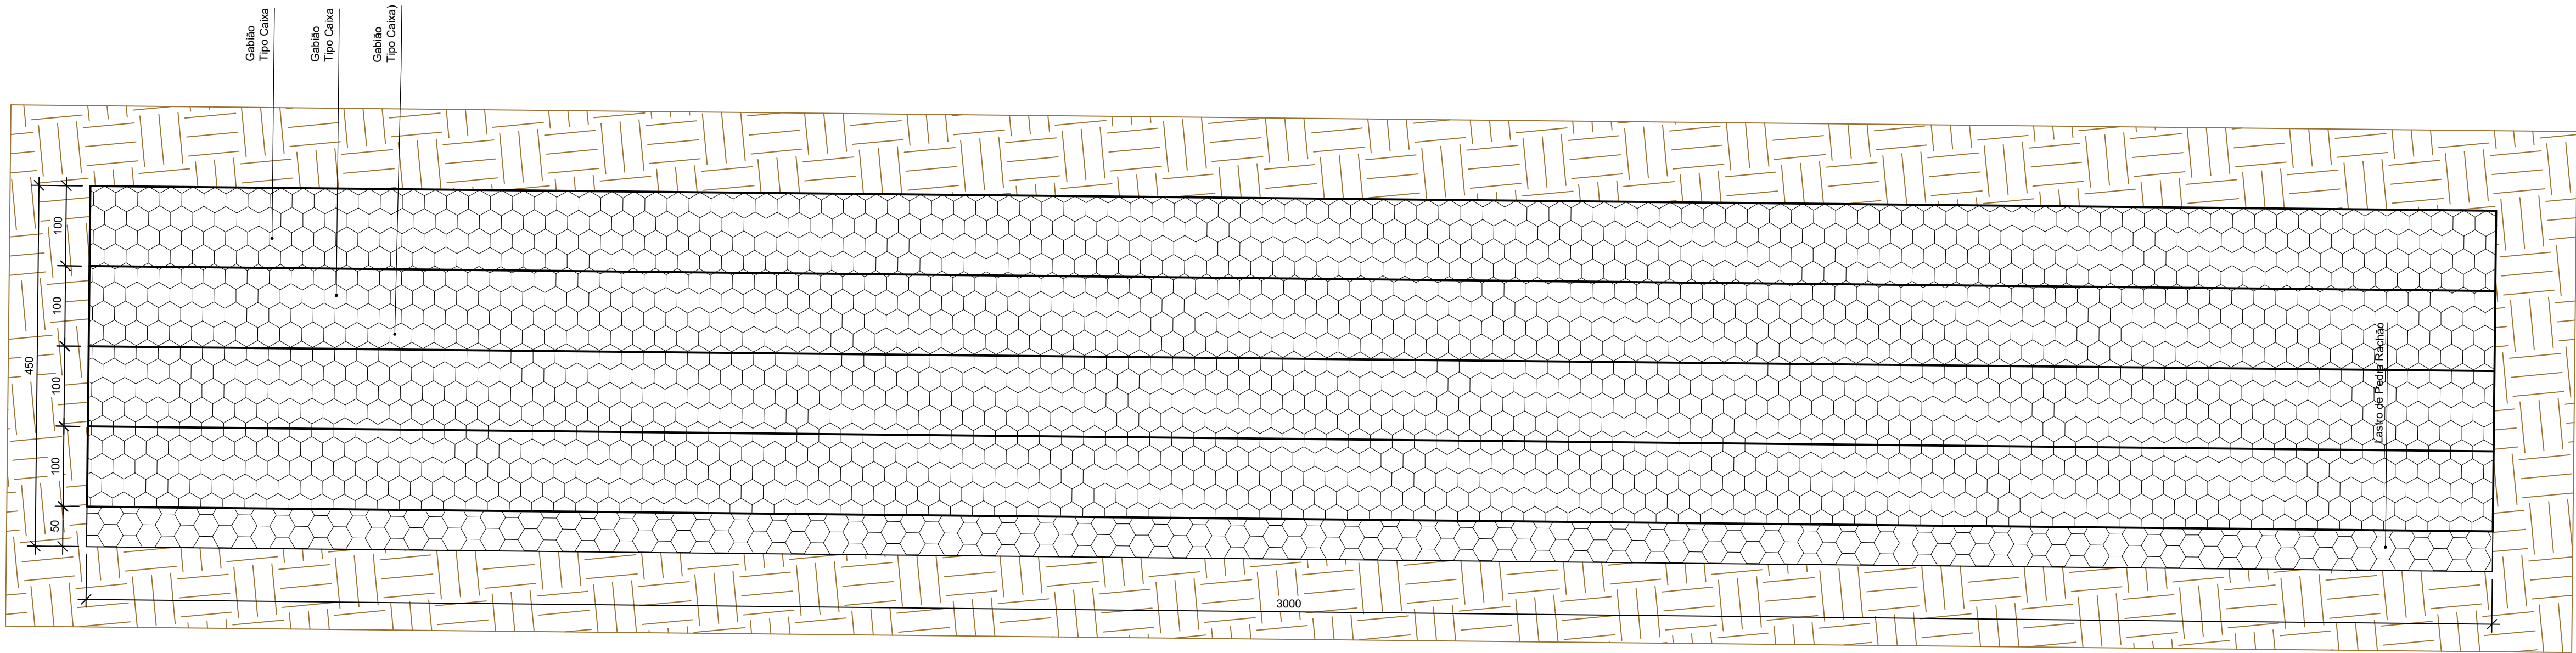 Gabião
Tipo Caixa
Gabião
Tipo Caixa
Gabião
Tipo Caixa)
100
100
100
100
50
450
Lastro de Pedra Rachão
3000